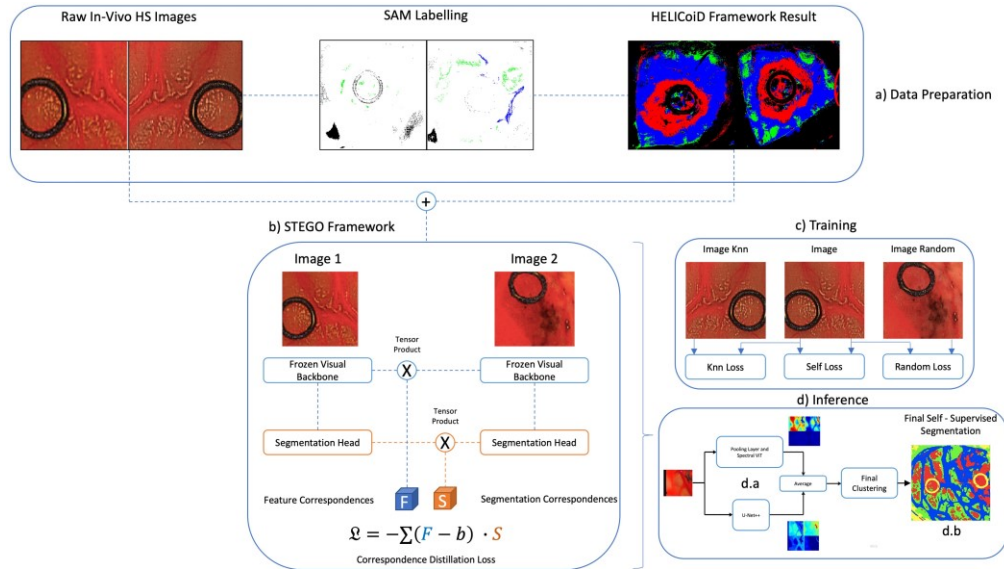 Raw In-Vivo HS Images
SAM Labelling
HELICoiD Framework Result
a) Data Preparation
+
b) STEGO Framework
Image 1
Image 2
Tensor
Product
Frozen Visual
Backbone
X
Frozen Visual
Backbone
Tensor
Product
Segmentation Head
X
Segmentation Head
Feature Correspondences
F
S
Segmentation Correspondences
𝔏 = −∑(F − b) · S
Correspondence Distillation Loss
c) Training
Image Knn
Image
Image Random
Knn Loss
Self Loss
Random Loss
d) Inference
Final Self - Supervised
Segmentation
Pooling Layer and
Spectral ViT
d.a
Average
Final
Clustering
U-Net++
d.b